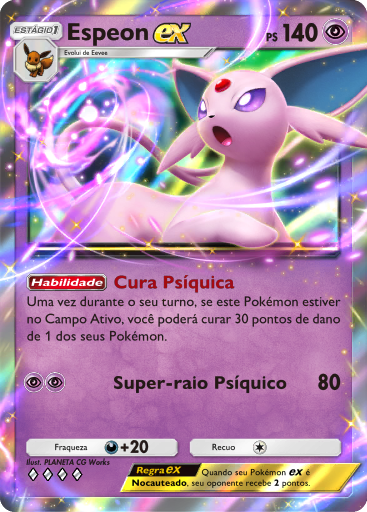 ESTÁGIO 1
Espeon ex
PS 140
Evolui de Eevee
Habilidade Cura Psíquica
Uma vez durante o seu turno, se este Pokémon estiver
no Campo Ativo, você poderá curar 30 pontos de dano
de 1 dos seus Pokémon.
Super-raio Psíquico 80
Fraqueza +20 Recuo
Ilust. PLANETA CG Works
Regra ex Quando seu Pokémon ex é
Nocauteado, seu oponente recebe 2 pontos.